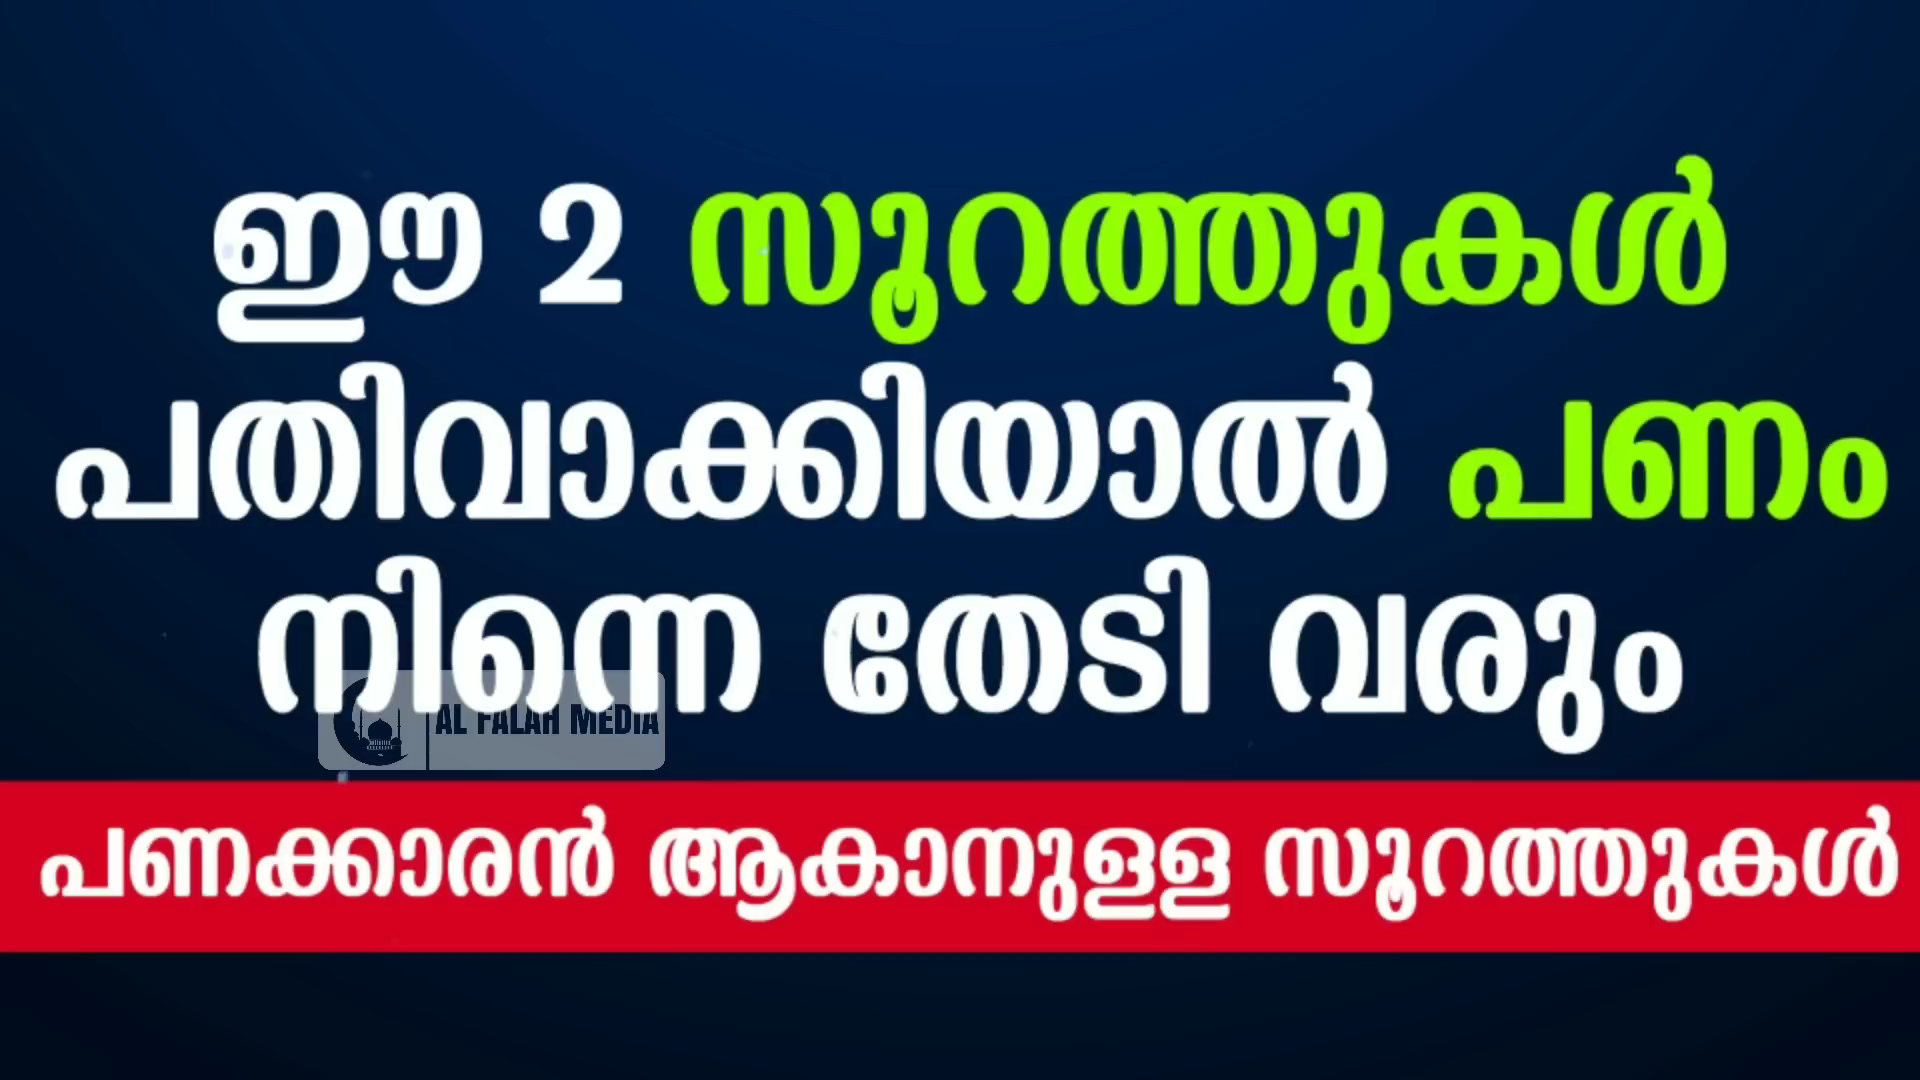 ഈ 2 സൂറത്തുകൾ
പതിവാക്കിയാൽ പണം
നിന്നെ തേടി വരും
AL FALAH MEDIA
പണക്കാരൻ ആകാനുള്ള സൂറത്തുകൾ